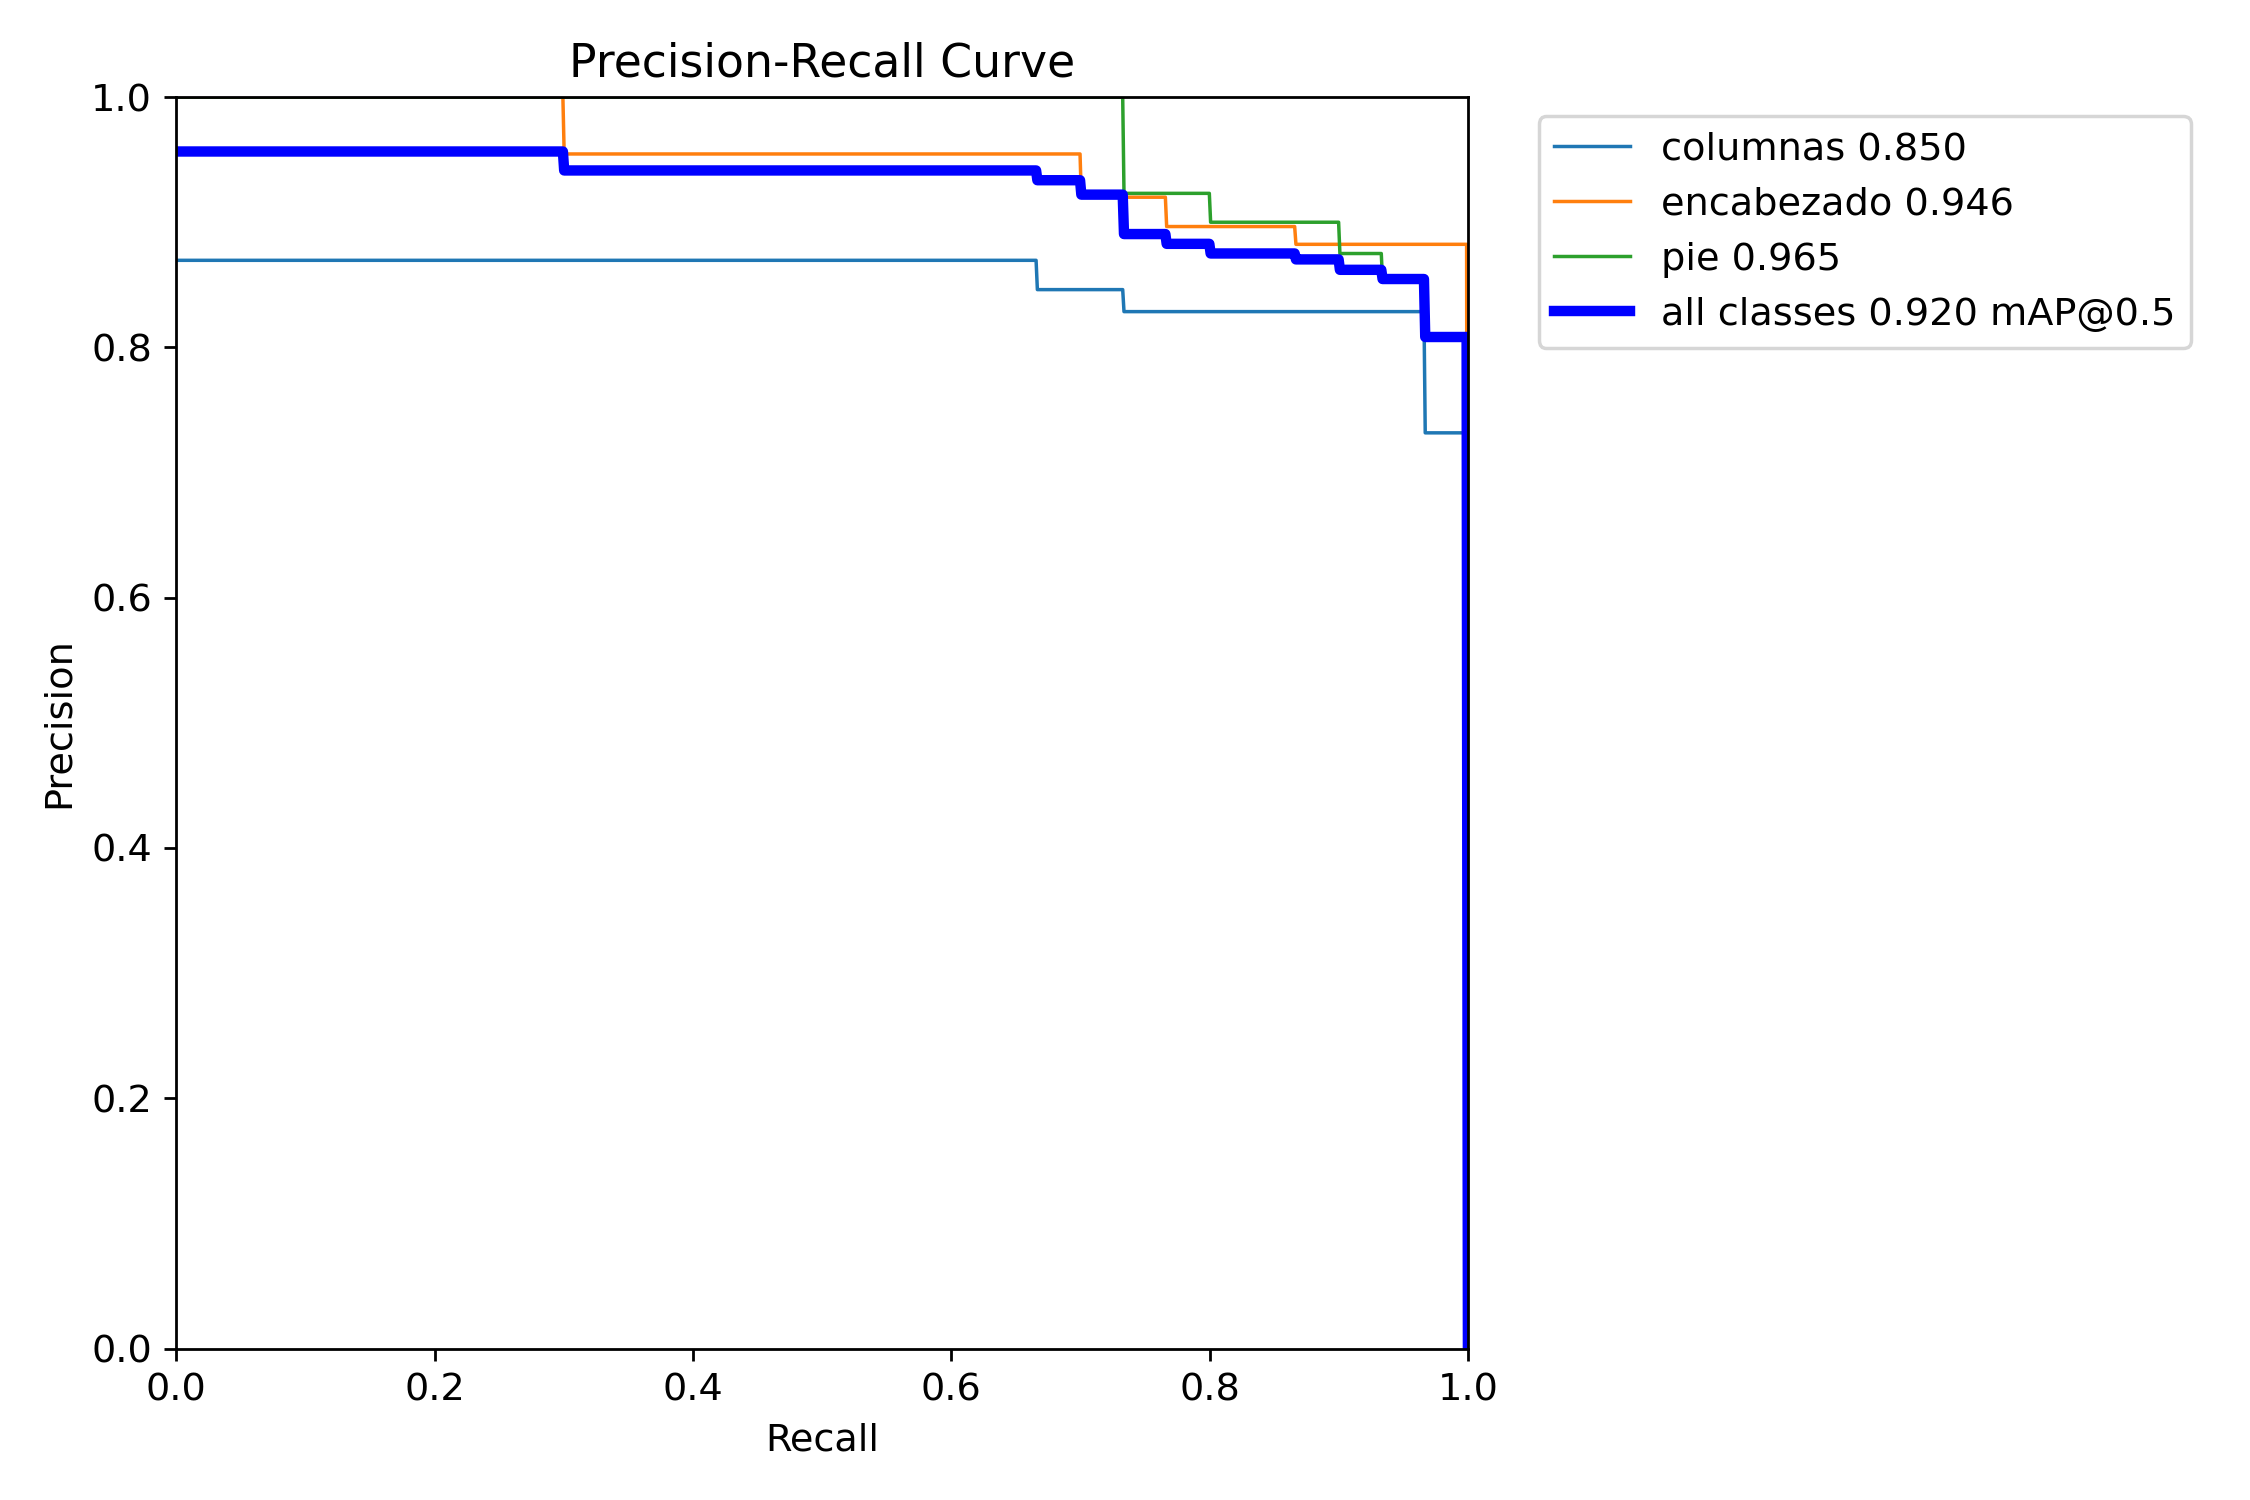 Precision-Recall Curve
1.0
0.8
0.6
0.4
0.2
0.0
Precision
0.0 0.2 0.4 0.6 0.8 1.0
Recall
columnas 0.850
encabezado 0.946
pie 0.965
all classes 0.920 mAP@0.5